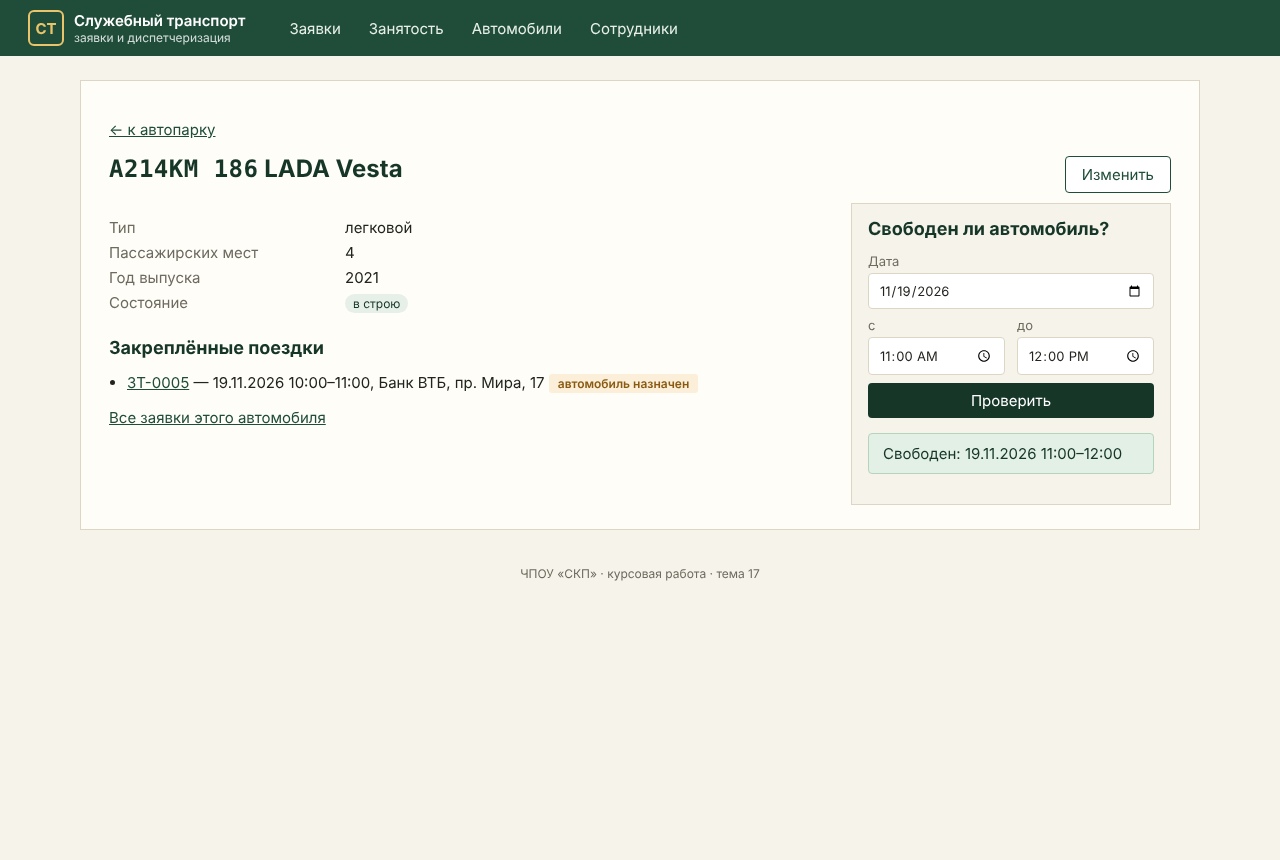 СТ
Служебный транспорт
заявки и диспетчеризация
Заявки
Занятость
Автомобили
Сотрудники
← к автопарку
А214КМ 186 LADA Vesta
Изменить
Тип легковой
Пассажирских мест 4
Год выпуска 2021
Состояние в строю
Закреплённые поездки
• ЗТ-0005 — 19.11.2026 10:00–11:00, Банк ВТБ, пр. Мира, 17 автомобиль назначен
Все заявки этого автомобиля
Свободен ли автомобиль?
Дата
11/19/2026
с до
11:00 AM 12:00 PM
Проверить
Свободен: 19.11.2026 11:00–12:00
ЧПОУ «СКП» · курсовая работа · тема 17